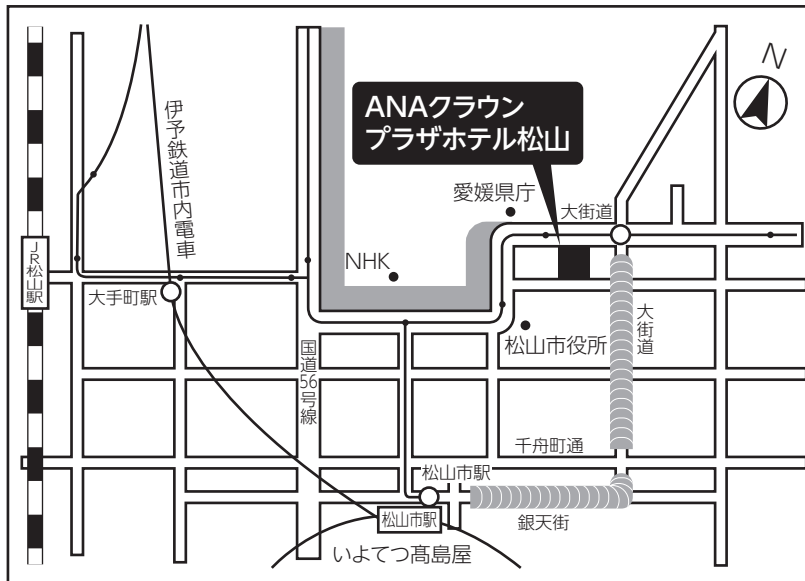 N
ANAクラウン
プラザホテル松山
伊予鉄道市内電車
愛媛県庁
大街道
NHK
JR松山駅
大手町駅
大街道
松山市役所
国道56号線
千舟町通
松山市駅
松山市駅
銀天街
いよてつ髙島屋